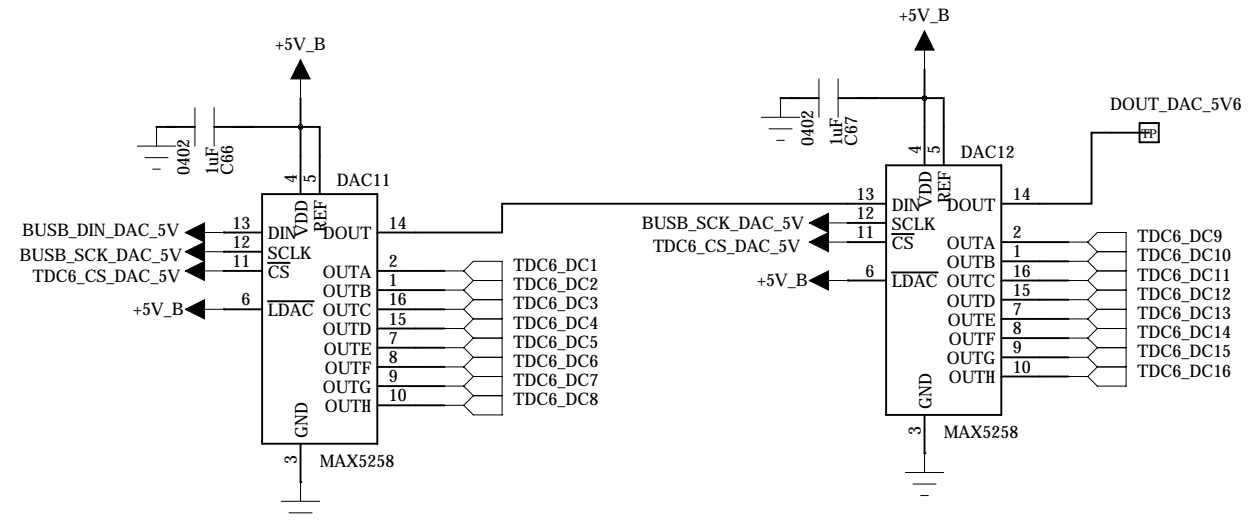 +5V_B
0402
1uF
C66
4
5
DAC11
VDD
REF
BUSB_DIN_DAC_5V
13
DIN
DOUT
14
BUSB_SCK_DAC_5V
12
SCLK
TDC6_CS_DAC_5V
11
CS
+5V_B
6
LDAC
OUTA
2
TDC6_DC1
OUTB
1
TDC6_DC2
OUTC
16
TDC6_DC3
OUTD
15
TDC6_DC4
OUTE
7
TDC6_DC5
OUTF
8
TDC6_DC6
OUTG
9
TDC6_DC7
OUTH
10
TDC6_DC8
GND
3
MAX5258
+5V_B
0402
1uF
C67
4
5
DAC12
VDD
REF
13
DIN
DOUT
14
DOUT_DAC_5V6
TP
BUSB_SCK_DAC_5V
12
SCLK
TDC6_CS_DAC_5V
11
CS
+5V_B
6
LDAC
OUTA
2
TDC6_DC9
OUTB
1
TDC6_DC10
OUTC
16
TDC6_DC11
OUTD
15
TDC6_DC12
OUTE
7
TDC6_DC13
OUTF
8
TDC6_DC14
OUTG
9
TDC6_DC15
OUTH
10
TDC6_DC16
GND
3
MAX5258